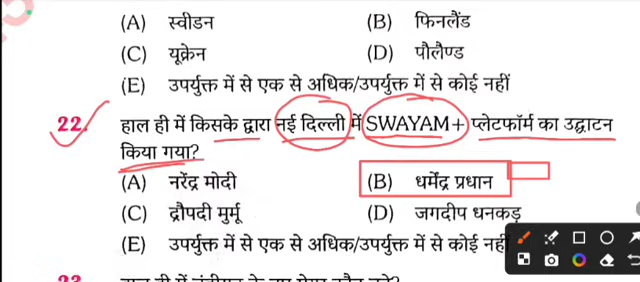 (A) स्वीडन (B) फिनलैंड
(C) यूक्रेन (D) पौलैण्ड
(E) उपर्युक्त में से एक से अधिक/उपर्युक्त में से कोई नहीं
22. हाल ही में किसके द्वारा नई दिल्ली में SWAYAM+ प्लेटफॉर्म का उद्घाटन
किया गया?
(A) नरेंद्र मोदी (B) धर्मेंद्र प्रधान
(C) द्रौपदी मुर्मू (D) जगदीप धनकड़
(E) उपर्युक्त में से एक से अधिक/उपर्युक्त में से कोई नहीं